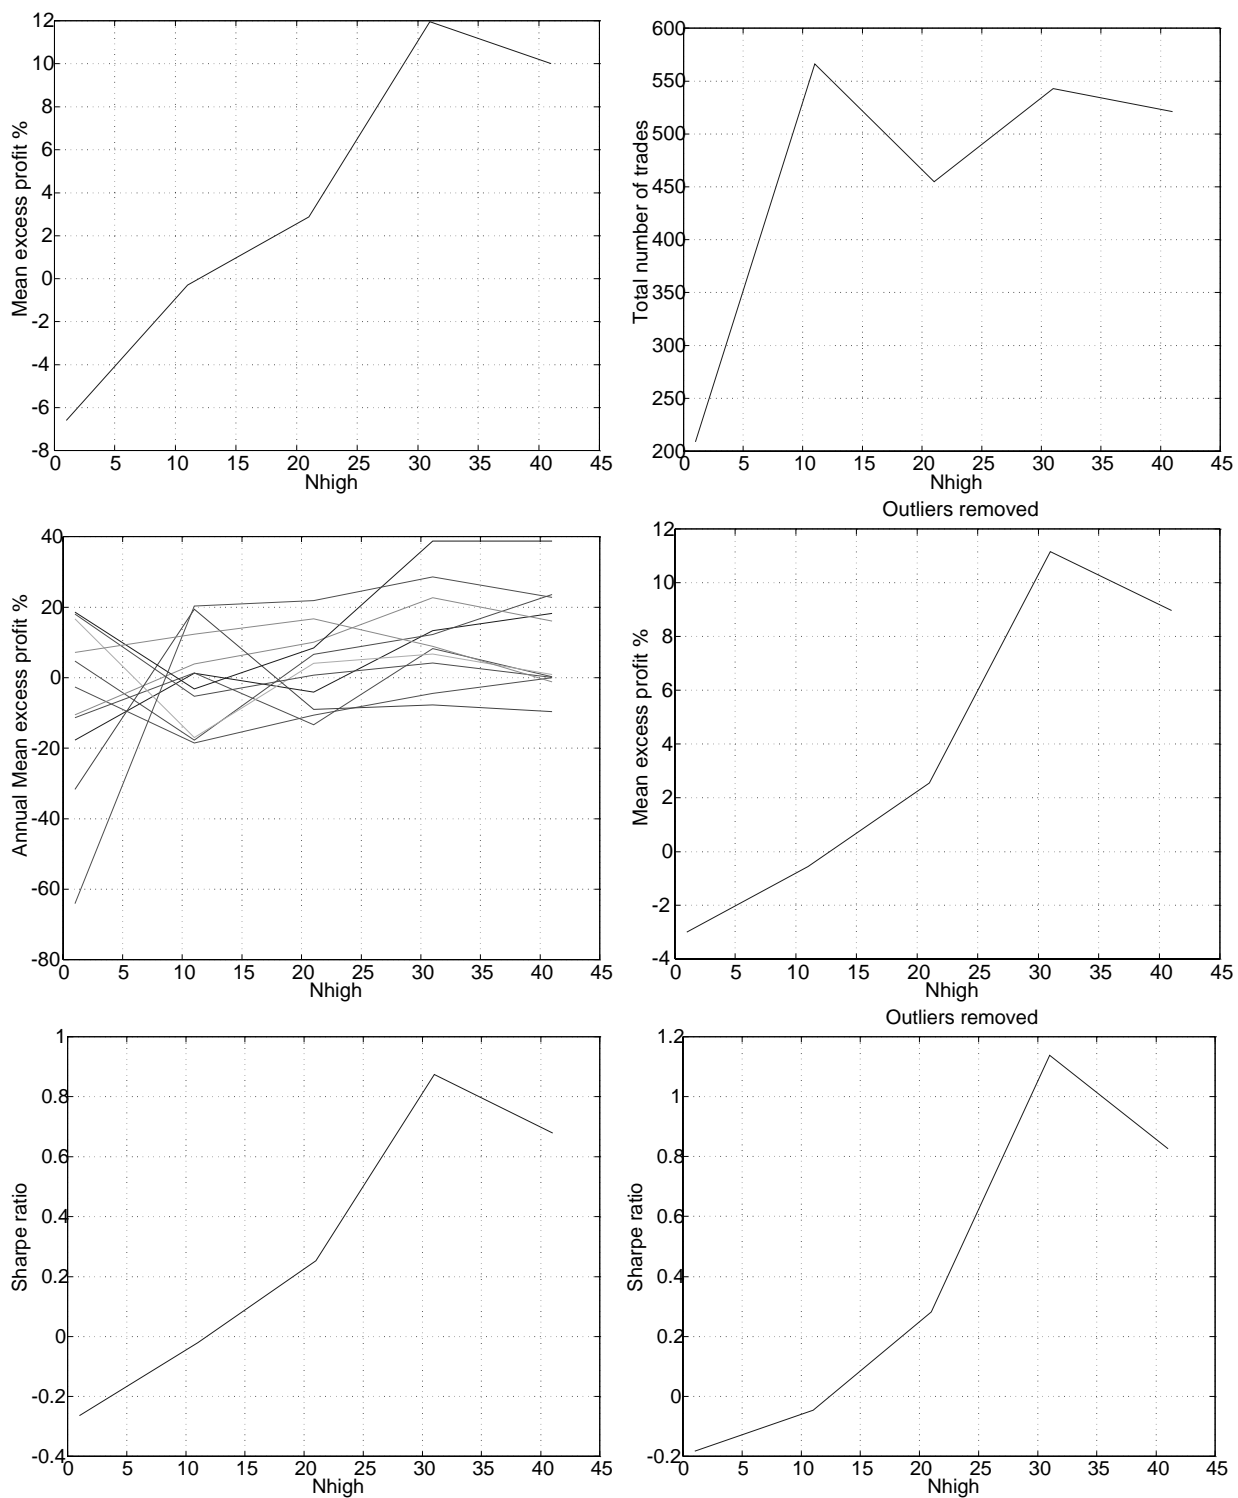 12
10
8
6
4
2
0
-2
-4
-6
-8
Mean excess profit %
0 5 10 15 20 25 30 35 40 45
Nhigh
600
550
500
450
400
350
300
250
200
Total number of trades
0 5 10 15 20 25 30 35 40 45
Nhigh
40
20
0
-20
-40
-60
-80
Annual Mean excess profit %
0 5 10 15 20 25 30 35 40 45
Nhigh
Outliers removed
12
10
8
6
4
2
0
-2
-4
Mean excess profit %
0 5 10 15 20 25 30 35 40 45
Nhigh
1
0.8
0.6
0.4
0.2
0
-0.2
-0.4
Sharpe ratio
0 5 10 15 20 25 30 35 40 45
Nhigh
Outliers removed
1.2
1
0.8
0.6
0.4
0.2
0
-0.2
Sharpe ratio
0 5 10 15 20 25 30 35 40 45
Nhigh